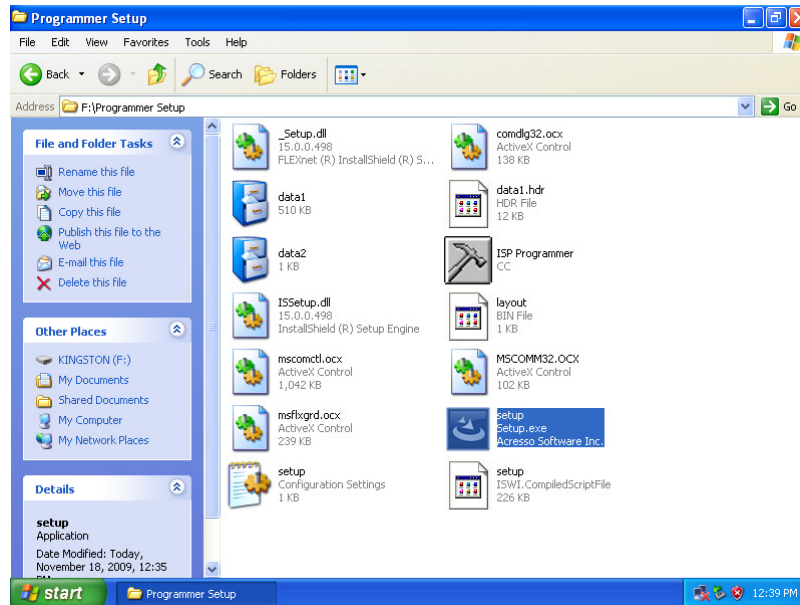 Programmer Setup
File Edit View Favorites Tools Help
Back Search Folders
Address F:\Programmer Setup Go
File and Folder Tasks
Rename this file
Move this file
Copy this file
Publish this file to the
Web
E-mail this file
Delete this file
Other Places
KINGSTON (F:)
My Documents
Shared Documents
My Computer
My Network Places
Details
setup
Application
Date Modified: Today,
November 18, 2009, 12:35
_Setup.dll
15.0.0.498
FLEXnet (R) InstallShield (R) S...
comdlg32.ocx
ActiveX Control
138 KB
data1
510 KB
data1.hdr
HDR File
12 KB
data2
1 KB
ISP Programmer
CC
ISSetup.dll
15.0.0.498
InstallShield (R) Setup Engine
layout
BIN File
1 KB
mscomctl.ocx
ActiveX Control
1,042 KB
MSCOMM32.OCX
ActiveX Control
102 KB
msflxgrd.ocx
ActiveX Control
239 KB
setup
Setup.exe
Acresso Software Inc.
setup
Configuration Settings
1 KB
setup
ISWI.CompiledScriptFile
226 KB
start Programmer Setup 12:39 PM